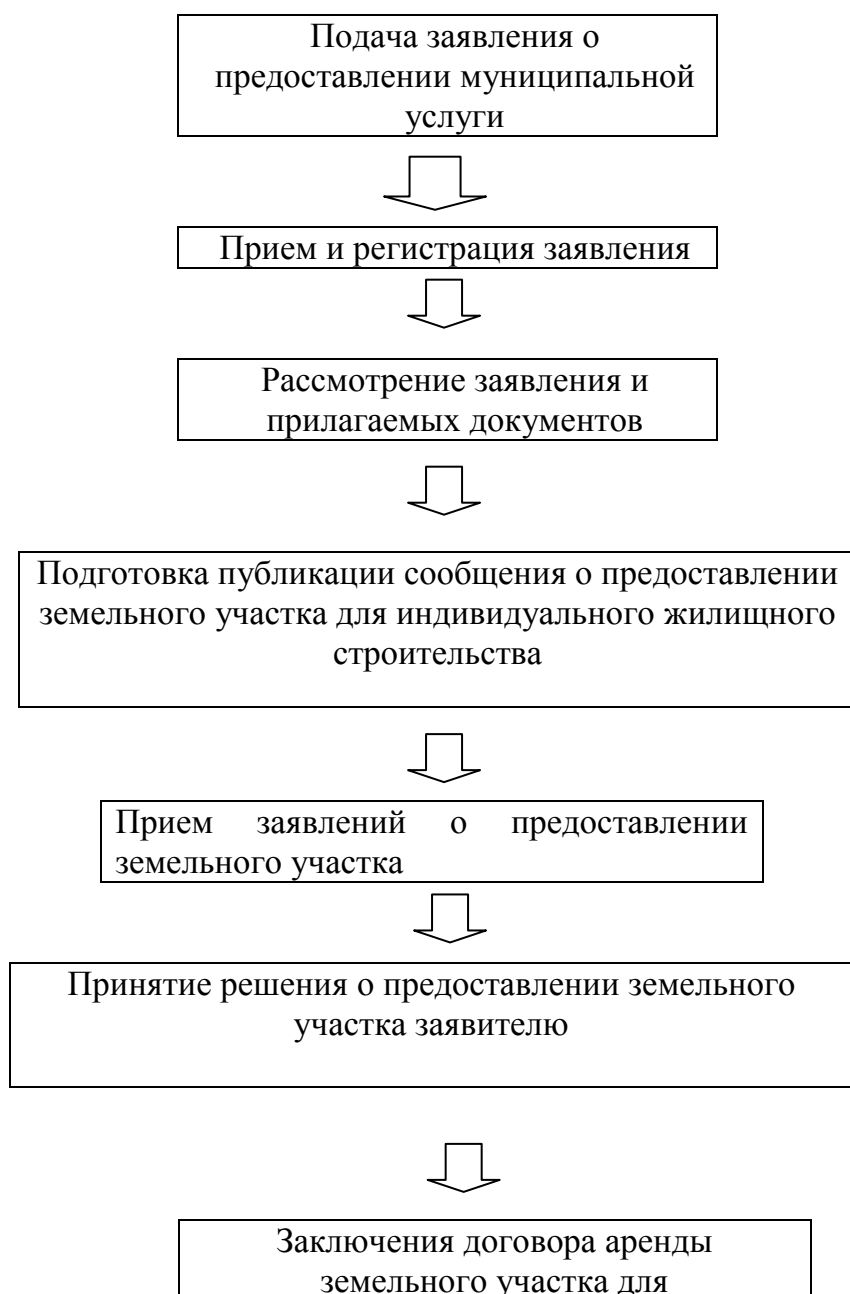 Подача заявления о
предоставлении муниципальной
услуги
Прием и регистрация заявления
Рассмотрение заявления и
прилагаемых документов
Подготовка публикации сообщения о предоставлении
земельного участка для индивидуального жилищного
строительства
Прием заявлений о предоставлении
земельного участка
Принятие решения о предоставлении земельного
участка заявителю
Заключения договора аренды
земельного участка для